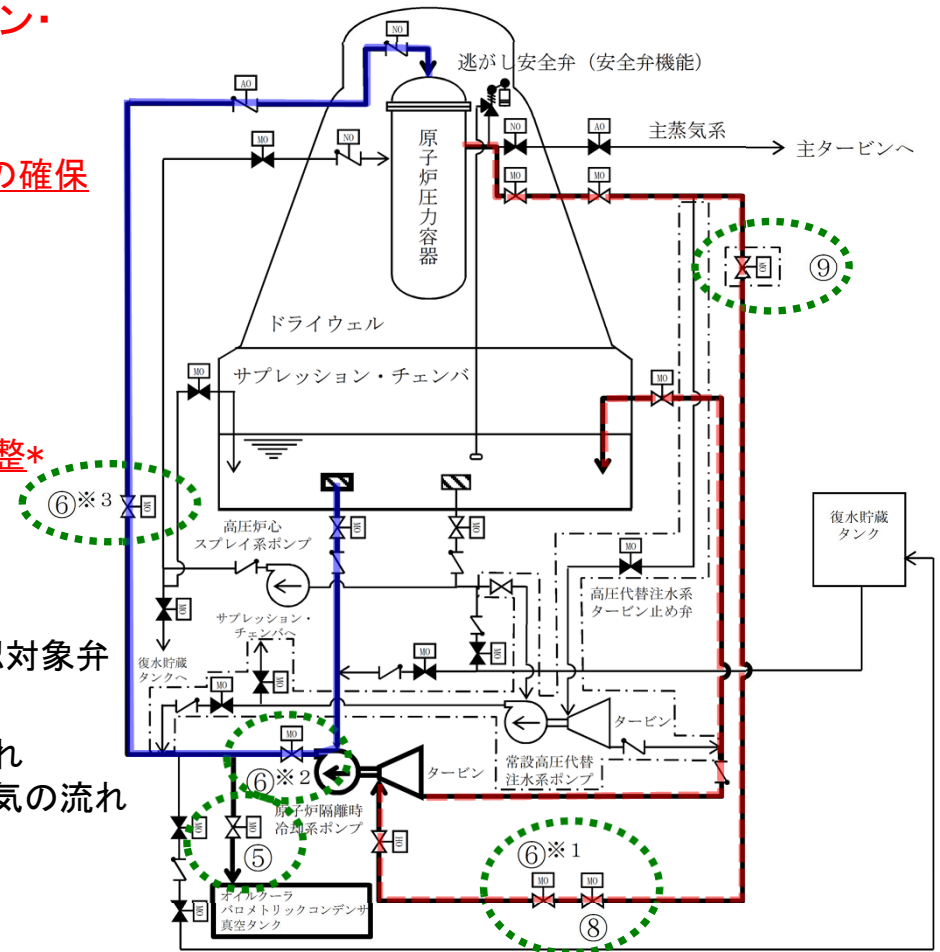 ン・
の確保
整*
対象弁
れ
気の流れ
NO
逃がし安全弁（安全弁機能）
AO
MO
NO
NO
AO
主蒸気系
主タービンへ
MO
MO
原子炉圧力容器
AO
⑨
ドライウェル
サプレッション・チェンバ
MO
MO
⑥※3
MO
高圧炉心
スプレイ系ポンプ
MO
MO
復水貯蔵
タンク
MO
高圧代替注水系
タービン止め弁
MO
サプレッション・
チェンバへ
MO
復水貯蔵
タンクへ
MO
MO
MO
タービン
常設高圧代替
注水系ポンプ
MO
⑥※2
タービン
原子炉隔離時
冷却系ポンプ
MO
MO
⑤
HO
⑥※1
MO
MO
⑧
オイルクーラ
バロメトリックコンデンサ
真空タンク
MO